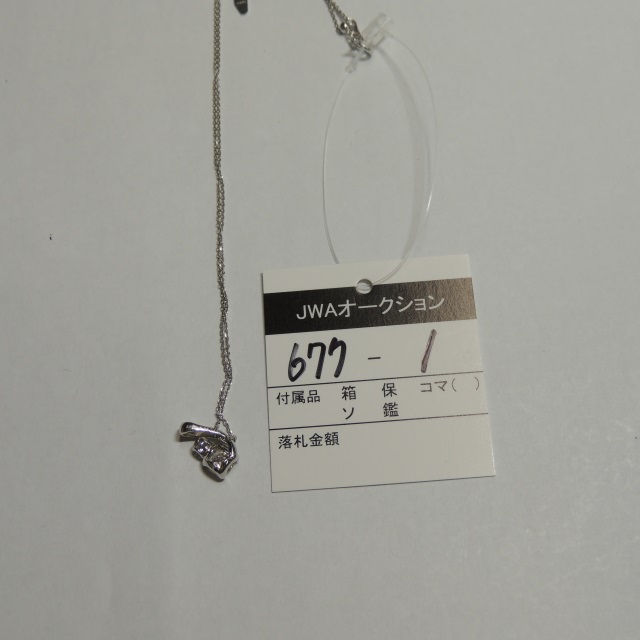 JWAオークション
677 - 1
付属品 箱 保 コマ( )
ソ 鑑
落札金額